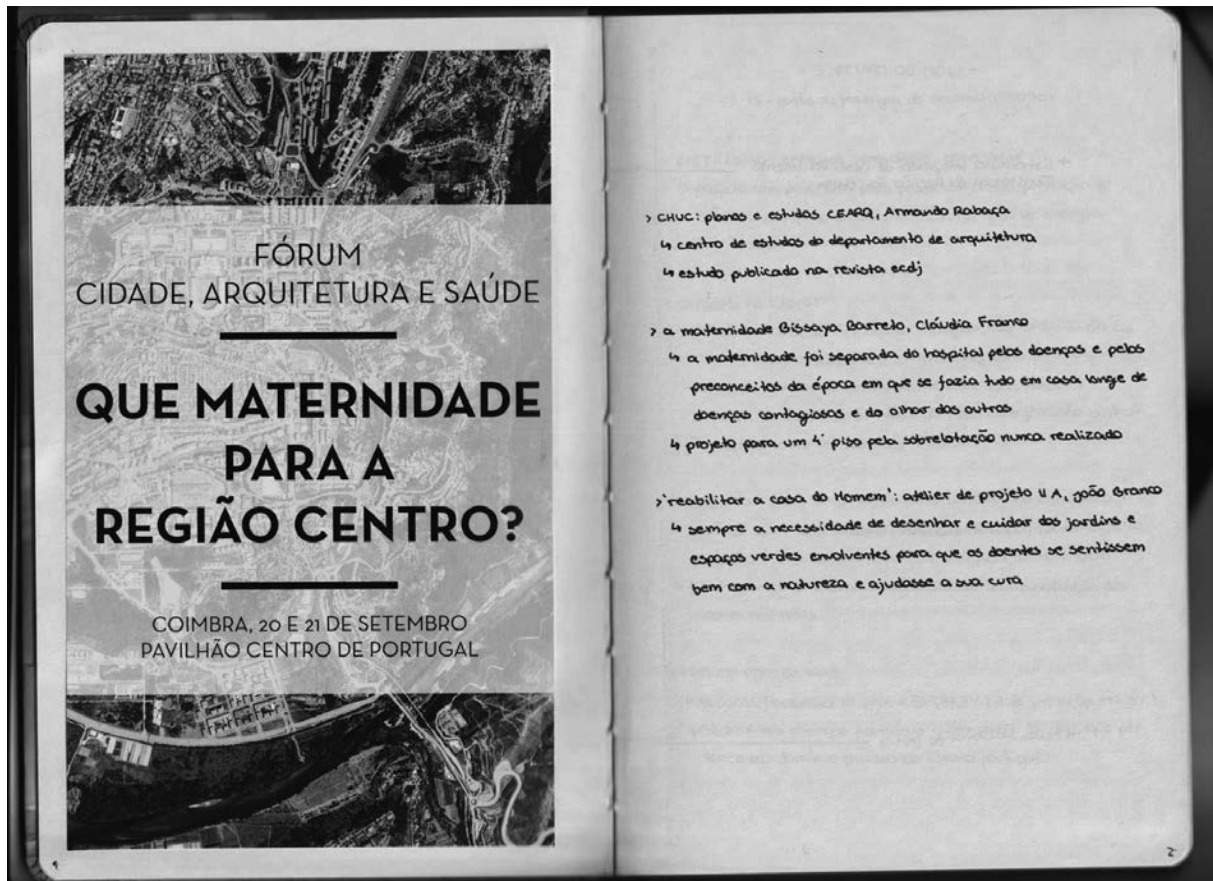 FÓRUM
CIDADE, ARQUITETURA E SAÚDE
QUE MATERNIDADE
PARA A
REGIÃO CENTRO?
COIMBRA, 20 E 21 DE SETEMBRO
PAVILHÃO CENTRO DE PORTUGAL
1
> CHUC: planos e estudos CEARQ, Armando Rabaça
↳ centro de estudos do departamento de arquitetura
↳ estudo publicado na revista ecdj
> a maternidade Bissaya Barreto, Cláudia Franco
↳ a maternidade foi separada do hospital pelas doenças e pelos
preconceitos da época em que se fazia tudo em casa longe de
doenças contagiosas e do olhar dos outros
↳ projeto para um 4º piso pela sobrelotação nunca realizado
> 'reabilitar a casa do Homem': atelier de projeto II A, João Branco
↳ sempre a necessidade de desenhar e cuidar dos jardins e
espaços verdes envolventes para que os doentes se sentissem
bem com a natureza e ajudasse a sua cura
2